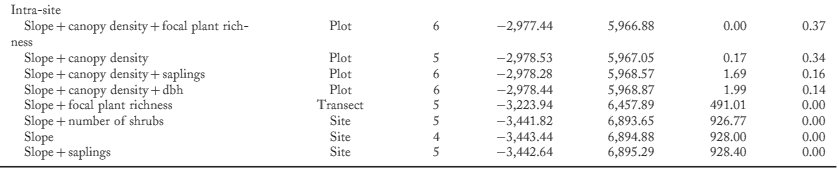 Intra-site
Slope + canopy density + focal plant rich- Plot 6 −2,977.44 5,966.88 0.00 0.37
ness
Slope + canopy density Plot 5 −2,978.53 5,967.05 0.17 0.34
Slope + canopy density + saplings Plot 6 −2,978.28 5,968.57 1.69 0.16
Slope + canopy density + dbh Plot 6 −2,978.44 5,968.87 1.99 0.14
Slope + focal plant richness Transect 5 −3,223.94 6,457.89 491.01 0.00
Slope + number of shrubs Site 5 −3,441.82 6,893.65 926.77 0.00
Slope Site 4 −3,443.44 6,894.88 928.00 0.00
Slope + saplings Site 5 −3,442.64 6,895.29 928.40 0.00